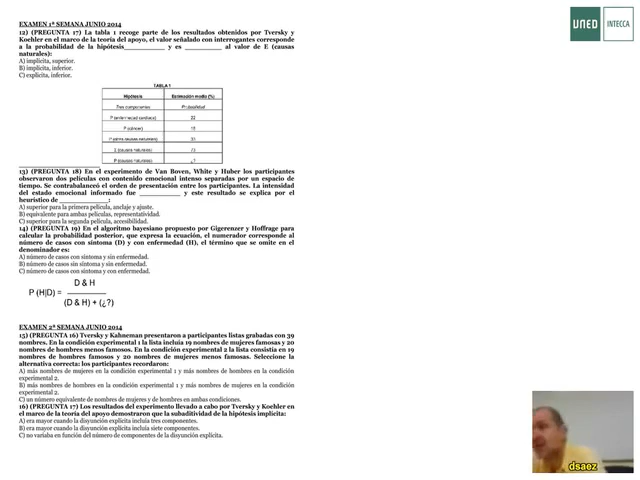 EXAMEN 1ª SEMANA JUNIO 2014
12) (PREGUNTA 17) La tabla 1 recoge parte de los resultados obtenidos por Tversky y
Koehler en el marco de la teoría del apoyo, el valor señalado con interrogantes corresponde
a la probabilidad de la hipótesis__________ y es _________ al valor de E (causas
naturales):
A) implícita, superior.
B) implícita, inferior.
C) explícita, inferior.
TABLA 1
Hipótesis Estimación media (%)
Tres componentes Probabilidad
P (enfermedad cardiaca) 22
P (cáncer)
P (otras causas naturales)
Σ (causas naturales) 73
P (causas naturales) ¿?
13) (PREGUNTA 18) En el experimento de Van Boven, White y Huber los participantes
observaron dos películas con contenido emocional intenso separadas por un espacio de
tiempo. Se contrabalanceó el orden de presentación entre los participantes. La intensidad
del estado emocional informado fue __________ y este resultado se explica por el
heurístico de ____________:
A) superior para la primera película, anclaje y ajuste.
B) equivalente para ambas películas, representatividad.
C) superior para la segunda película, accesibilidad.
14) (PREGUNTA 19) En el algoritmo bayesiano propuesto por Gigerenzer y Hoffrage para
calcular la probabilidad posterior, que expresa la ecuación, el numerador corresponde al
número de casos con síntoma (D) y con enfermedad (H), el término que se omite en el
denominador es:
A) número de casos con síntoma y sin enfermedad.
B) número de casos sin síntoma y sin enfermedad.
C) número de casos con síntoma y con enfermedad.
D & H
P (H|D) =
(D & H) + (¿?)
EXAMEN 2ª SEMANA JUNIO 2014
15) (PREGUNTA 16) Tversky y Kahneman presentaron a participantes listas grabadas con 39
nombres. En la condición experimental 1 la lista incluía 19 nombres de mujeres famosas y 20
nombres de hombres menos famosos. En la condición experimental 2 la lista consistía en 19
nombres de hombres famosos y 20 nombres de mujeres menos famosas. Seleccione la
alternativa correcta: los participantes recordaron:
A) más nombres de mujeres en la condición experimental 1 y más nombres de hombres en la condición
experimental 2.
B) más nombres de hombres en la condición experimental 1 y más nombres de mujeres en la condición
experimental 2.
C) un número equivalente de nombres de mujeres y de hombres en ambas condiciones.
16) (PREGUNTA 17) Los resultados del experimento llevado a cabo por Tversky y Koehler en
el marco de la teoría del apoyo demostraron que la subaditividad de la hipótesis implícita:
A) era mayor cuando la disyunción explícita incluía tres componentes.
B) era mayor cuando la disyunción explícita incluía siete componentes.
C) no variaba en función del número de componentes de la disyunción explícita.
UNED INTECCA
dsaez